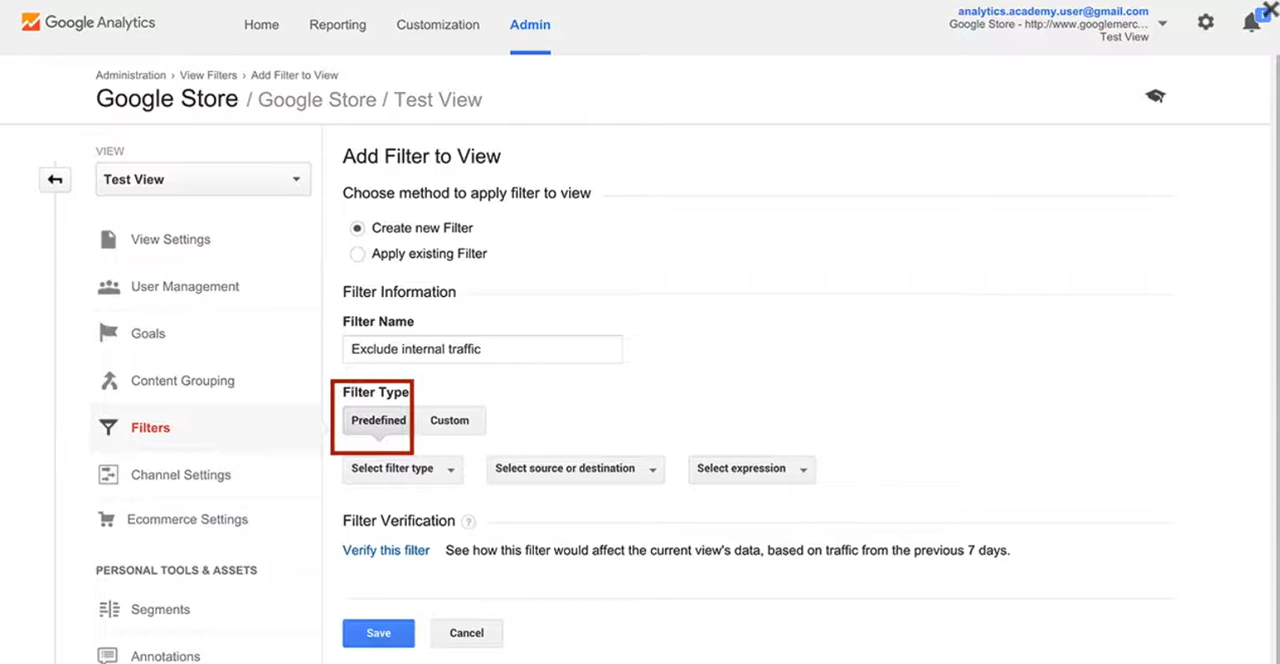 Google Analytics
Home Reporting Customization Admin
analytics.academy.user@gmail.com
Google Store - http://www.googlemerc...
Test View
Administration › View Filters › Add Filter to View
Google Store / Google Store / Test View
VIEW
Test View
View Settings
User Management
Goals
Content Grouping
Filters
Channel Settings
Ecommerce Settings
PERSONAL TOOLS & ASSETS
Segments
Annotations
Add Filter to View
Choose method to apply filter to view
Create new Filter
Apply existing Filter
Filter Information
Filter Name
Exclude internal traffic
Filter Type
Predefined Custom
Select filter type Select source or destination Select expression
Filter Verification ?
Verify this filter See how this filter would affect the current view's data, based on traffic from the previous 7 days.
Save Cancel